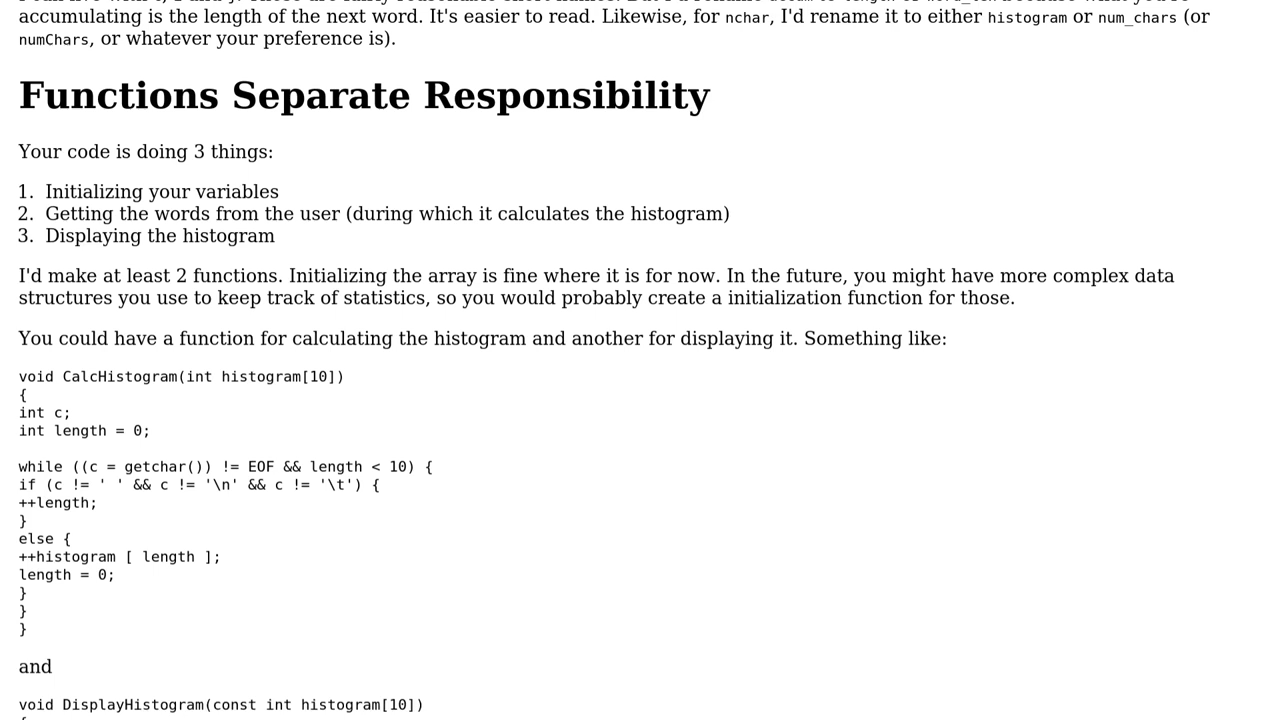 accumulating is the length of the next word. It's easier to read. Likewise, for nchar, I'd rename it to either histogram or num_chars (or
numChars, or whatever your preference is).
Functions Separate Responsibility
Your code is doing 3 things:
1. Initializing your variables
2. Getting the words from the user (during which it calculates the histogram)
3. Displaying the histogram
I'd make at least 2 functions. Initializing the array is fine where it is for now. In the future, you might have more complex data
structures you use to keep track of statistics, so you would probably create a initialization function for those.
You could have a function for calculating the histogram and another for displaying it. Something like:
void CalcHistogram(int histogram[10])
{
int c;
int length = 0;
while ((c = getchar()) != EOF && length < 10) {
if (c != ' ' && c != '\n' && c != '\t') {
++length;
}
else {
++histogram [ length ];
length = 0;
}
}
}
and
void DisplayHistogram(const int histogram[10])